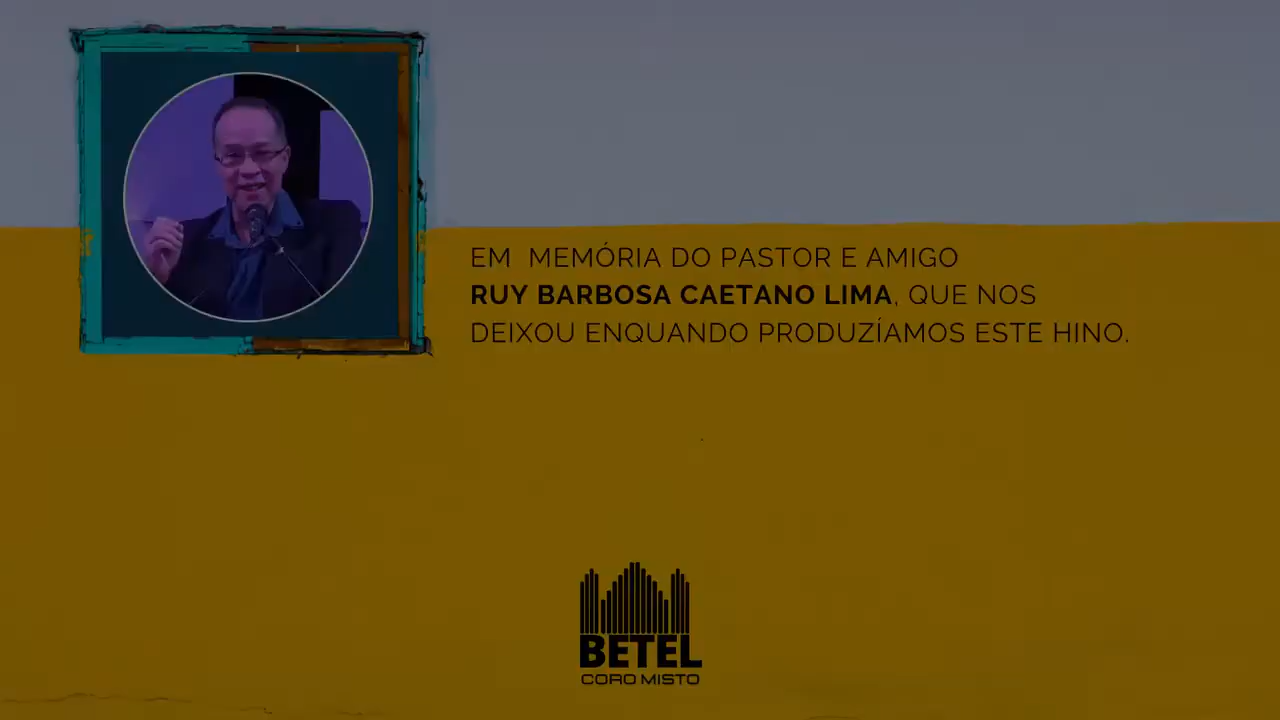 EM MEMÓRIA DO PASTOR E AMIGO
RUY BARBOSA CAETANO LIMA, QUE NOS
DEIXOU ENQUANDO PRODUZÍAMOS ESTE HINO.
BETEL
CORO MISTO